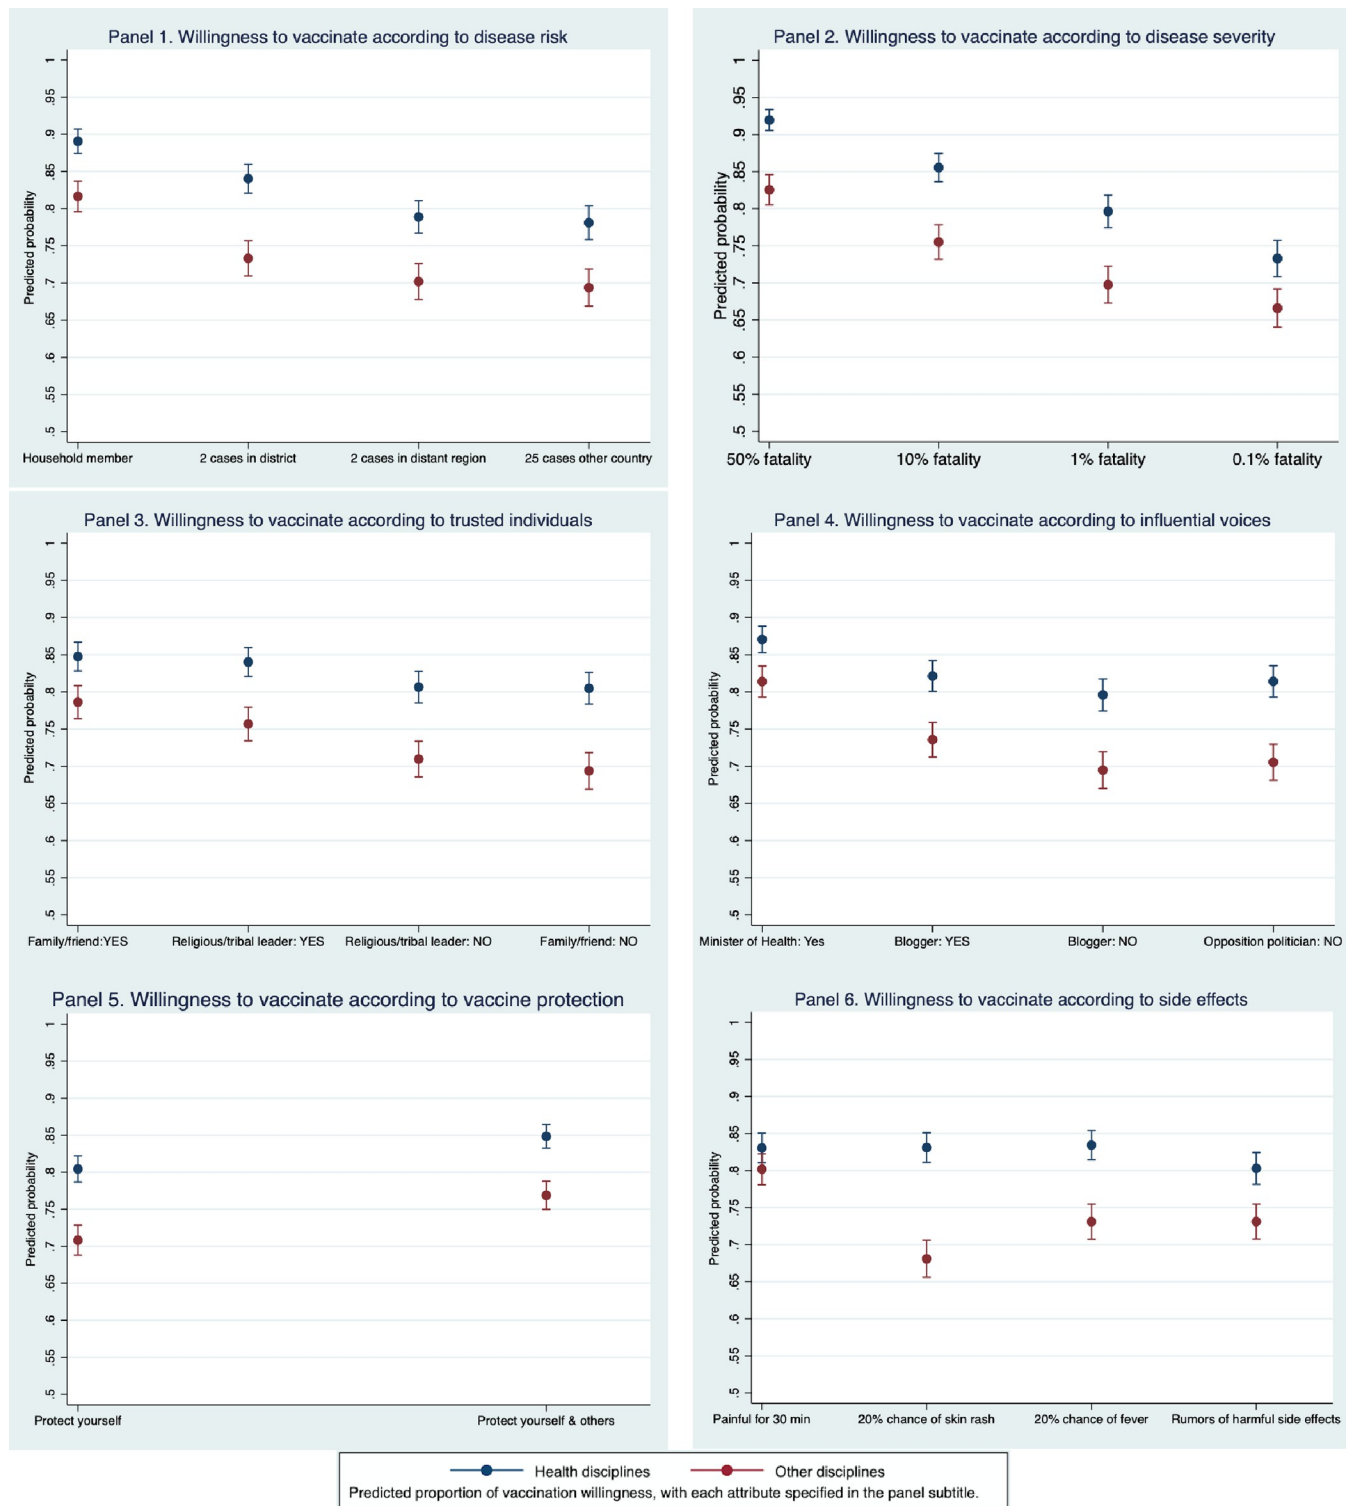 Panel 1. Willingness to vaccinate according to disease risk
Predicted probability
1
.95
.9
.85
.8
.75
.7
.65
.6
.55
.5
Household member
2 cases in district
2 cases in distant region
25 cases other country
Panel 2. Willingness to vaccinate according to disease severity
Predicted probability
1
.95
.9
.85
.8
.75
.7
.65
.6
.55
.5
50% fatality
10% fatality
1% fatality
0.1% fatality
Panel 3. Willingness to vaccinate according to trusted individuals
Predicted probability
1
.95
.9
.85
.8
.75
.7
.65
.6
.55
.5
Family/friend:YES
Religious/tribal leader: YES
Religious/tribal leader: NO
Family/friend: NO
Panel 4. Willingness to vaccinate according to influential voices
Predicted probability
1
.95
.9
.85
.8
.75
.7
.65
.6
.55
.5
Minister of Health: Yes
Blogger: YES
Blogger: NO
Opposition politician: NO
Panel 5. Willingness to vaccinate according to vaccine protection
Predicted probability
1
.95
.9
.85
.8
.75
.7
.65
.6
.55
.5
Protect yourself
Protect yourself & others
Panel 6. Willingness to vaccinate according to side effects
Predicted probability
1
.95
.9
.85
.8
.75
.7
.65
.6
.55
.5
Painful for 30 min
20% chance of skin rash
20% chance of fever
Rumors of harmful side effects
Health disciplines
Other disciplines
Predicted proportion of vaccination willingness, with each attribute specified in the panel subtitle.